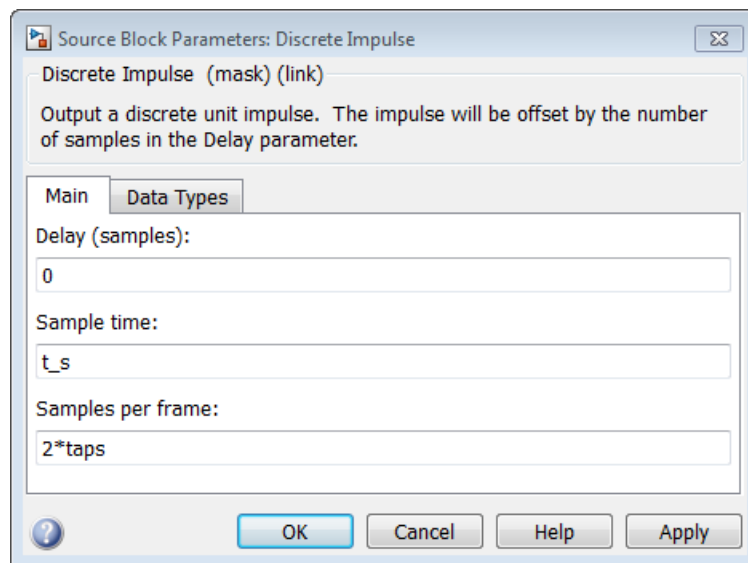 Source Block Parameters: Discrete Impulse
Discrete Impulse (mask) (link)
Output a discrete unit impulse. The impulse will be offset by the number
of samples in the Delay parameter.
Main Data Types
Delay (samples):
0
Sample time:
t_s
Samples per frame:
2*taps
? OK Cancel Help Apply